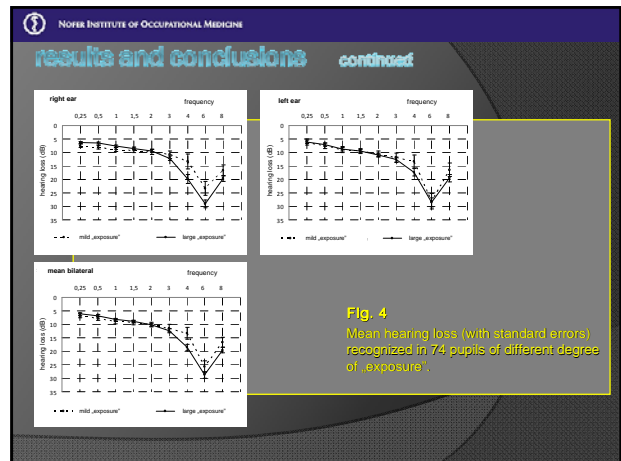 NOFER INSTITUTE OF OCCUPATIONAL MEDICINE
results and conclusions continued
right ear
frequency
0,25 0,5 1 1,5 2 3 4 6 8
hearing loss (dB)
0
5
10
15
20
25
30
35
mild „exposure” large „exposure”
left ear
frequency
0,25 0,5 1 1,5 2 3 4 6 8
hearing loss (dB)
0
5
10
15
20
25
30
35
mild „exposure” . large „exposure”
mean bilateral
frequency
0,25 0,5 1 1,5 2 3 4 6 8
hearing loss (dB)
0
5
10
15
20
25
30
35
mild „exposure” large „exposure”
Fig. 4
Mean hearing loss (with standard errors)
recognized in 74 pupils of different degree
of „exposure”.